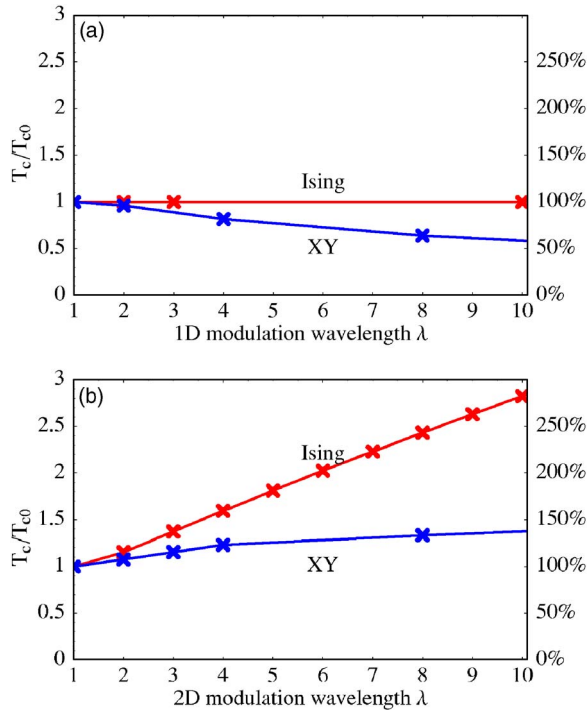 (a)
3
2.5
2
1.5
1
0.5
0
T_c/T_c0
250%
200%
150%
100%
50%
0%
Ising
XY
1 2 3 4 5 6 7 8 9 10
1D modulation wavelength λ
(b)
3
2.5
2
1.5
1
0.5
0
T_c/T_c0
250%
200%
150%
100%
50%
0%
Ising
XY
1 2 3 4 5 6 7 8 9 10
2D modulation wavelength λ